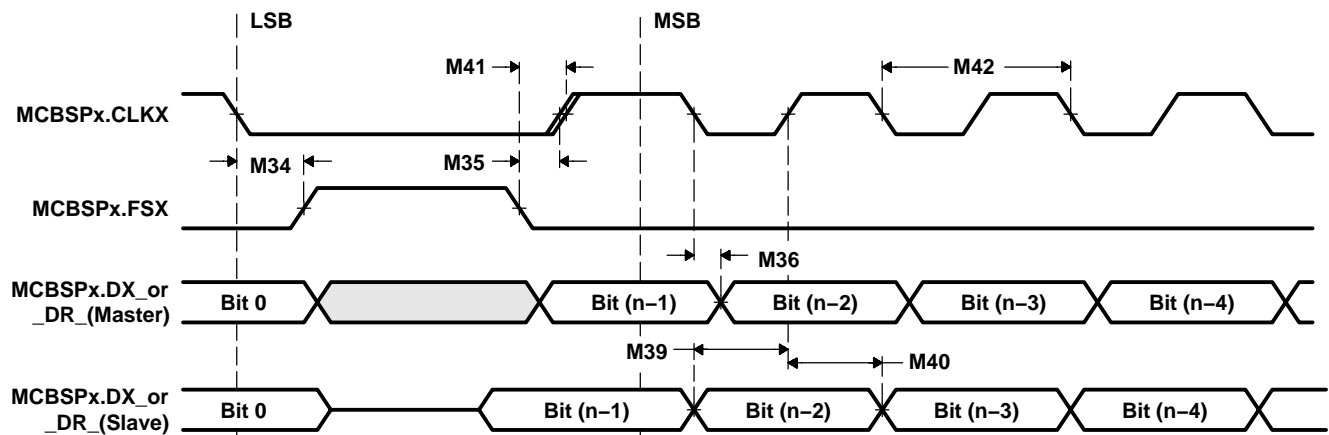 LSB
MSB
M41
M42
MCBSPx.CLKX
M34
M35
MCBSPx.FSX
M36
MCBSPx.DX_or
_DR_(Master)
Bit 0
Bit (n−1)
Bit (n−2)
Bit (n−3)
Bit (n−4)
M39
M40
MCBSPx.DX_or
_DR_(Slave)
Bit 0
Bit (n−1)
Bit (n−2)
Bit (n−3)
Bit (n−4)